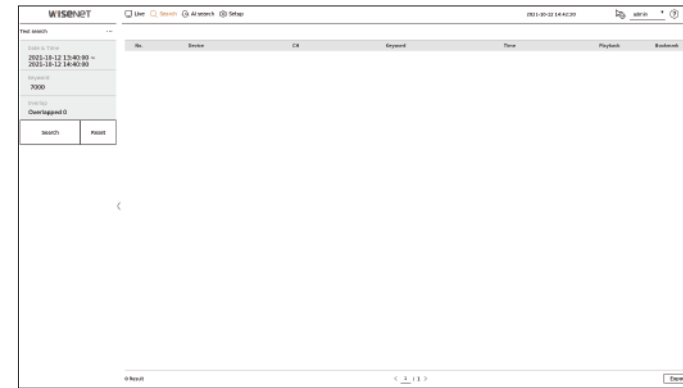 WISENET
Live Search AI search Setup 2021-10-12 14:42:20 admin
Text search ...
Date & Time
2021-10-12 13:40:00 ~
2021-10-12 14:40:00
Keyword
7000
Overlap
Overlapped 0
Search Reset
No. Device CH Keyword Time Playback Bookmark
0 Result < 1 / 1 >